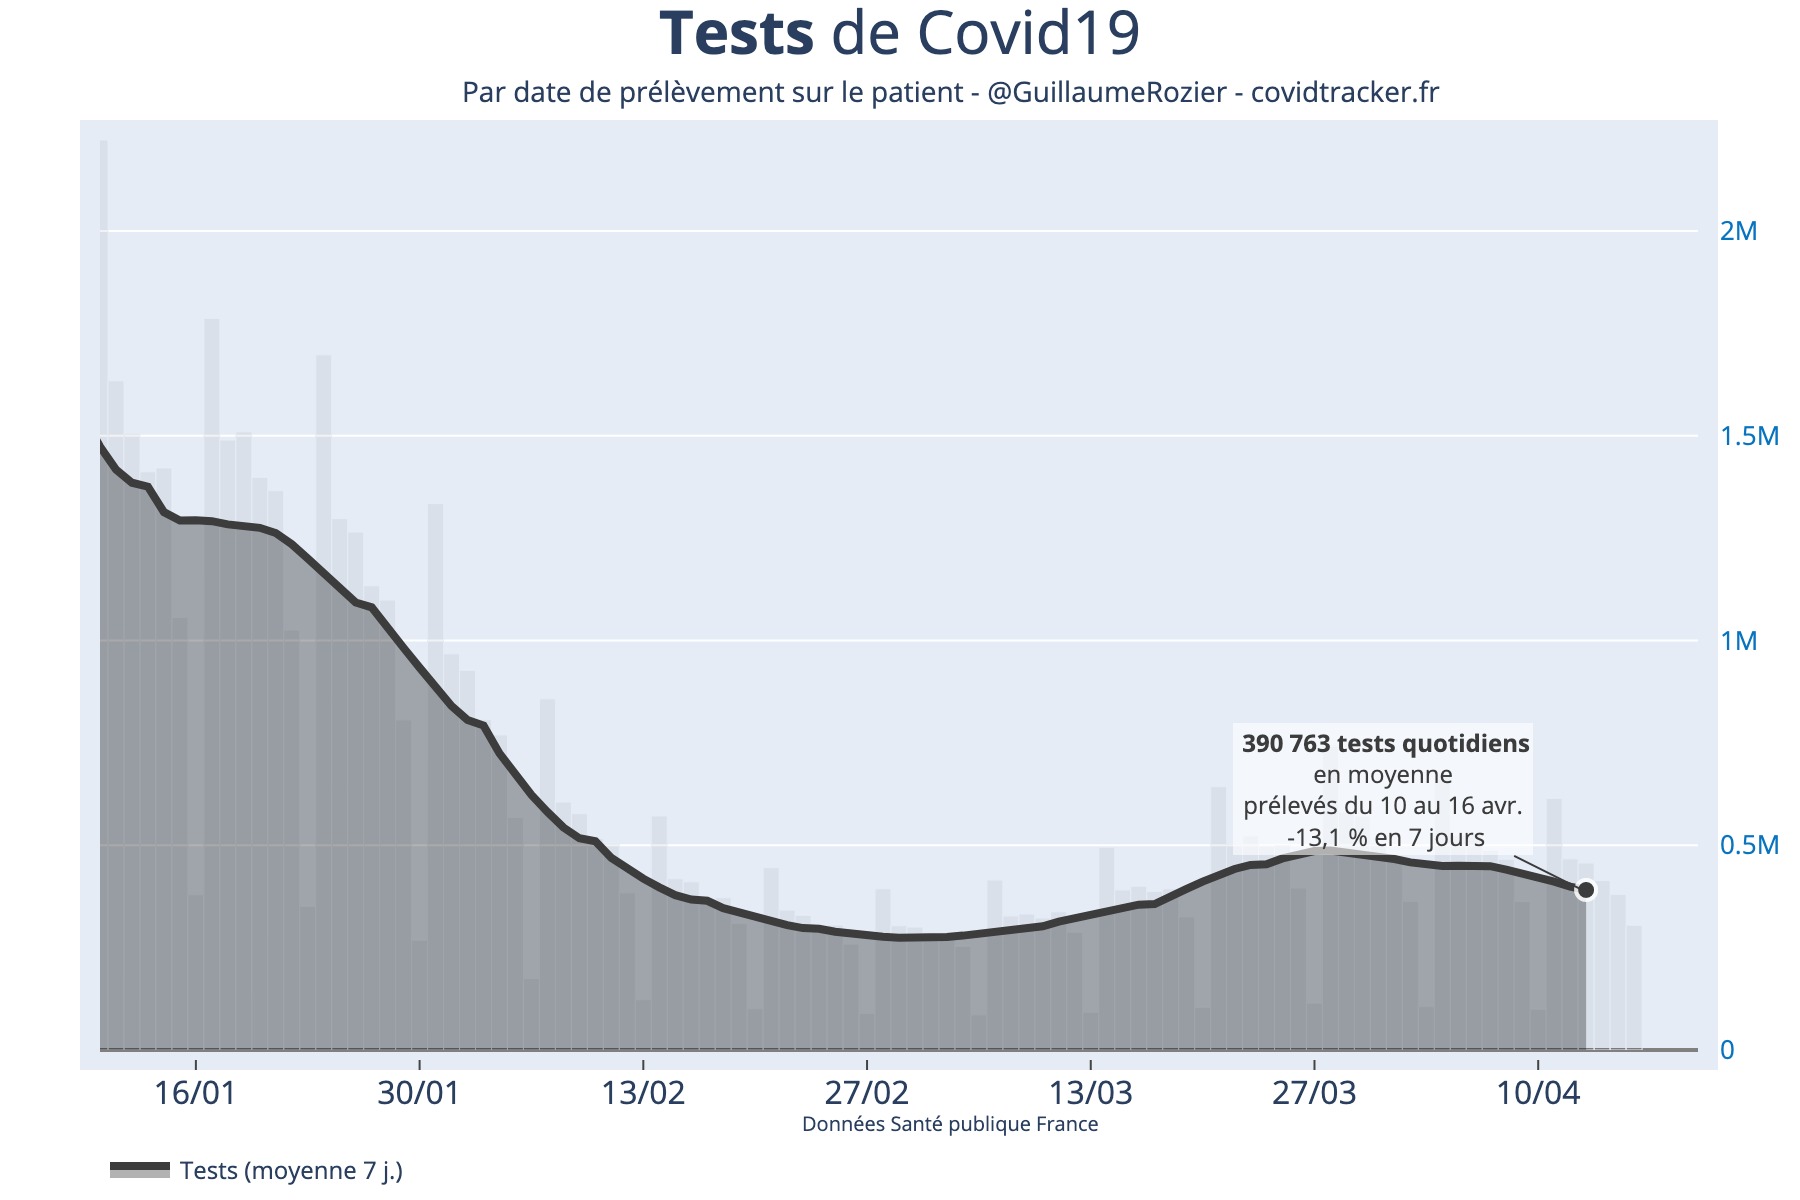 Tests de Covid19
Par date de prélèvement sur le patient - @GuillaumeRozier - covidtracker.fr
2M
1.5M
1M
390 763 tests quotidiens
en moyenne
prélevés du 10 au 16 avr.
-13,1 % en 7 jours
0.5M
0
16/01 30/01 13/02 27/02 13/03 27/03 10/04
Données Santé publique France
Tests (moyenne 7 j.)